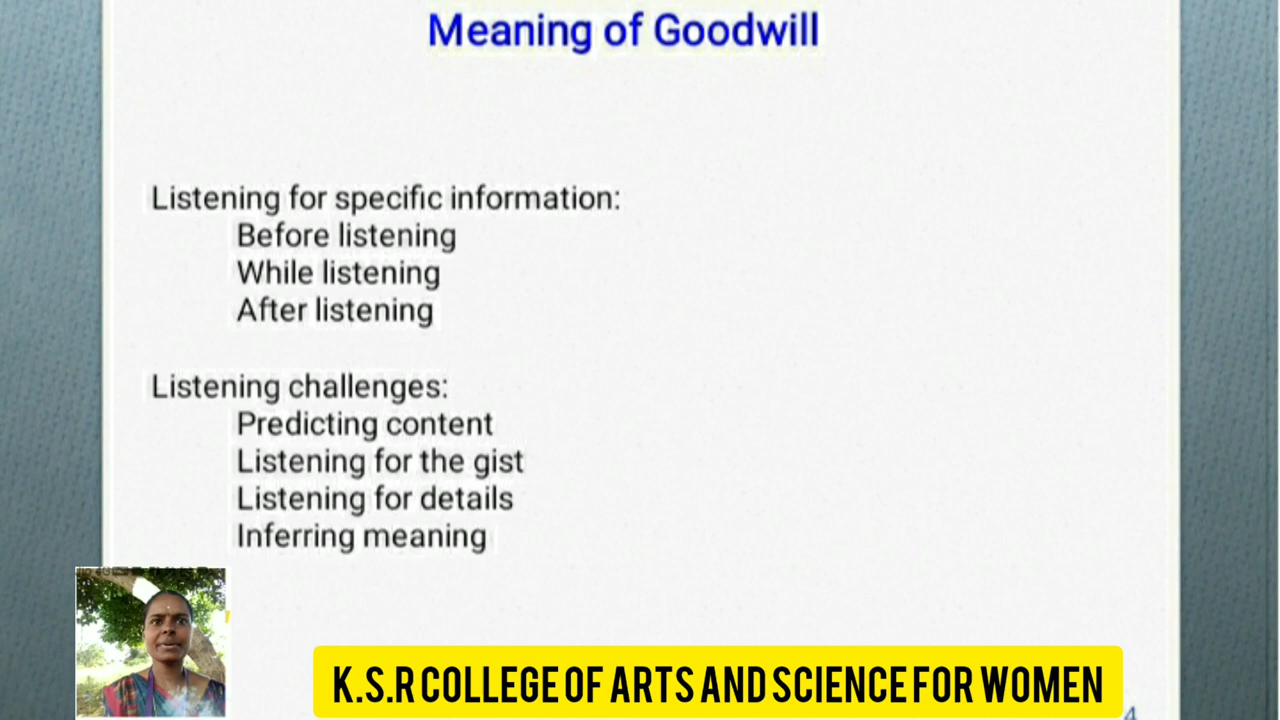 Meaning of Goodwill
Listening for specific information:
Before listening
While listening
After listening
Listening challenges:
Predicting content
Listening for the gist
Listening for details
Inferring meaning
K.S.R COLLEGE OF ARTS AND SCIENCE FOR WOMEN
4